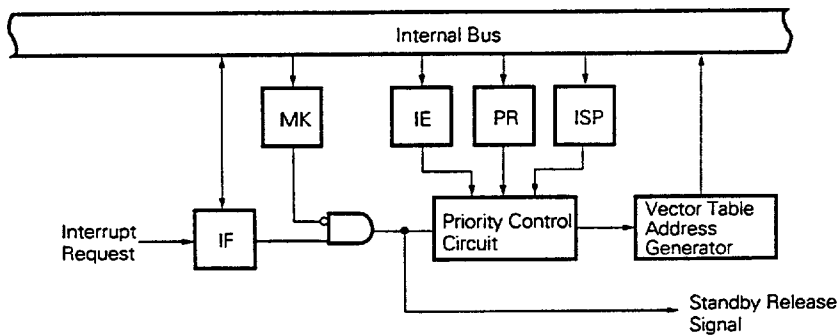 Internal Bus
MK
IE
PR
ISP
Interrupt
Request
IF
Priority Control
Circuit
Vector Table
Address
Generator
Standby Release
Signal